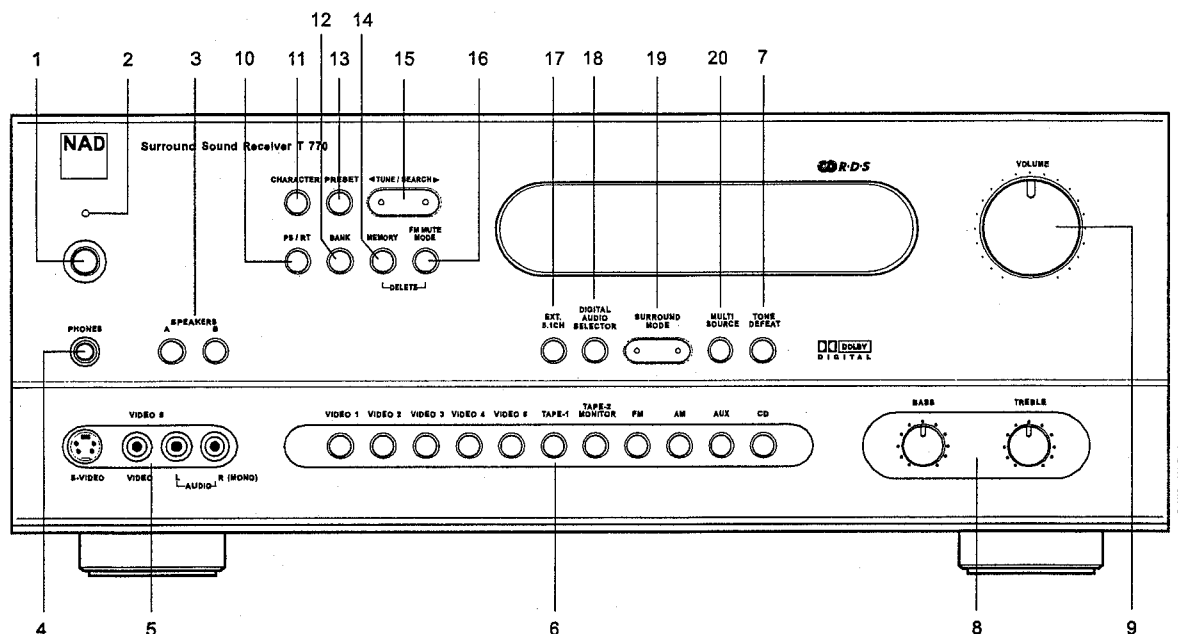 12 14
1 2 3 10 11 13 15 16 17 18 19 20 7
NAD Surround Sound Receiver T 770
RDS
VOLUME
CHARACTER PRESET ◄TUNE / SEARCH►
PS / RT BANK MEMORY FM MUTE MODE
DELETE
PHONES
SPEAKERS
A B
EXT. 5.1CH
DIGITAL AUDIO SELECTOR
SURROUND MODE
MULTI SOURCE
TONE DEFEAT
DOLBY
DIGITAL
VIDEO 1 VIDEO 2 VIDEO 3 VIDEO 4 VIDEO 5 TAPE-1 TAPE-2 MONITOR FM AM AUX CD
BASS TREBLE
S-VIDEO VIDEO L AUDIO R (MONO)
4 5 6 8 9